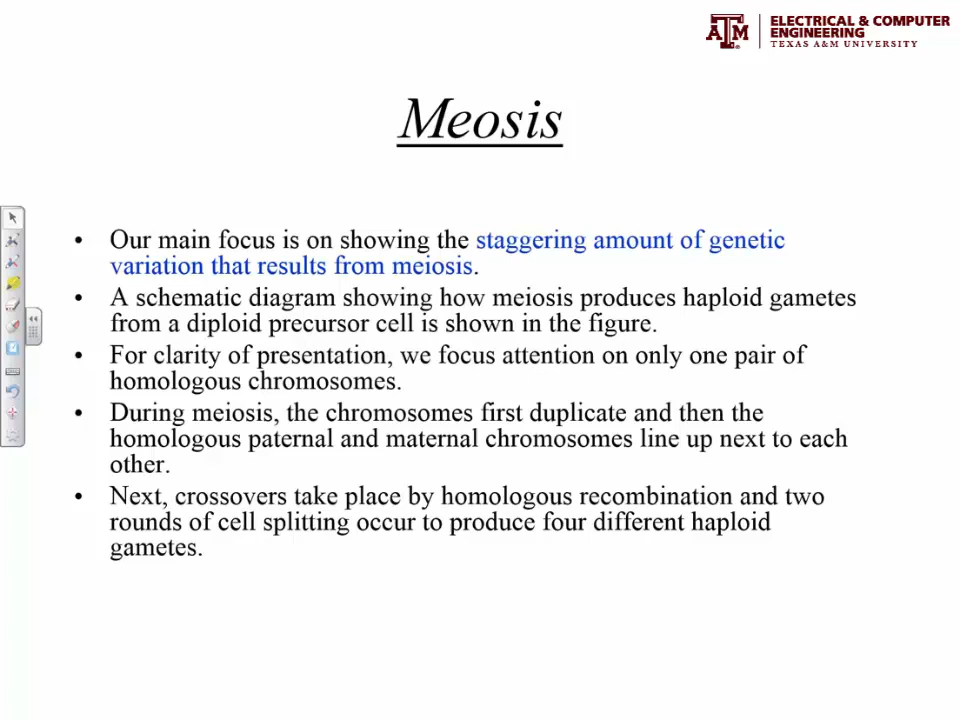 ELECTRICAL & COMPUTER
ENGINEERING
TEXAS A&M UNIVERSITY
Meosis
• Our main focus is on showing the staggering amount of genetic
variation that results from meiosis.
• A schematic diagram showing how meiosis produces haploid gametes
from a diploid precursor cell is shown in the figure.
• For clarity of presentation, we focus attention on only one pair of
homologous chromosomes.
• During meiosis, the chromosomes first duplicate and then the
homologous paternal and maternal chromosomes line up next to each
other.
• Next, crossovers take place by homologous recombination and two
rounds of cell splitting occur to produce four different haploid
gametes.